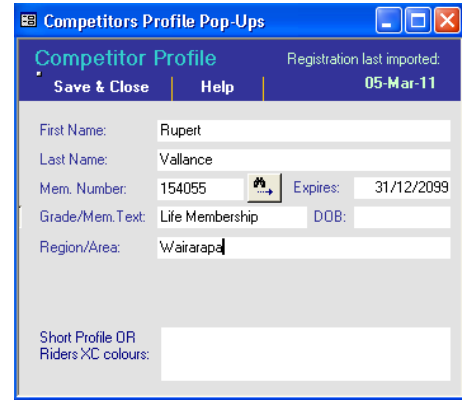 Competitors Profile Pop-Ups
Competitor Profile Registration last imported:
Save & Close Help 05-Mar-11
First Name: Rupert
Last Name: Vallance
Mem. Number: 154055 Expires: 31/12/2099
Grade/Mem.Text: Life Membership DOB:
Region/Area: Wairarapa
Short Profile OR
Riders XC colours: